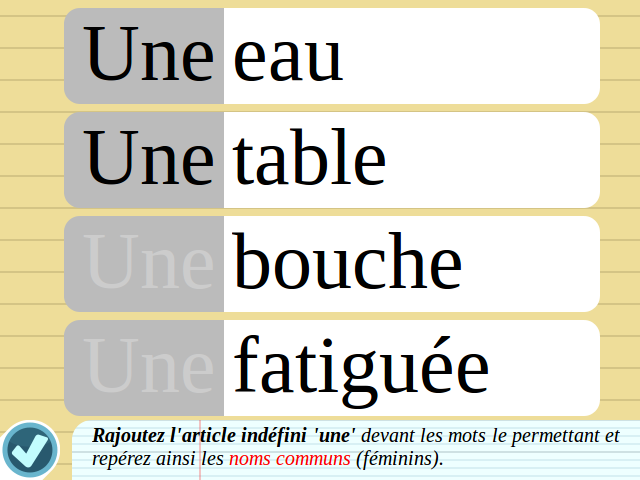 Une eau
Une table
Une bouche
Une fatiguée
Rajoutez l'article indéfini 'une' devant les mots le permettant et
repérez ainsi les noms communs (féminins).